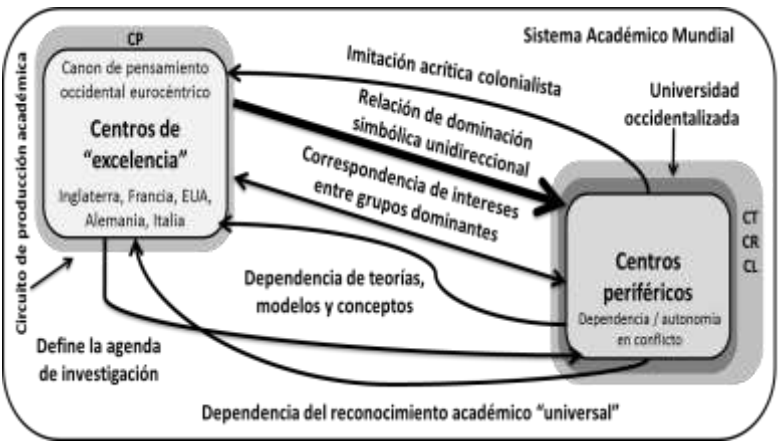 Sistema Académico Mundial
CP
Canon de pensamiento
occidental eurocéntrico
Centros de
“excelencia”
Inglaterra, Francia, EUA,
Alemania, Italia
Circuito de producción académica
Imitación acrítica colonialista
Relación de dominación
simbólica unidireccional
Correspondencia de intereses
entre grupos dominantes
Universidad
occidentalizada
Centros
periféricos
Dependencia / autonomía
en conflicto
CT
CR
CL
Dependencia de teorías,
modelos y conceptos
Define la agenda
de investigación
Dependencia del reconocimiento académico “universal”